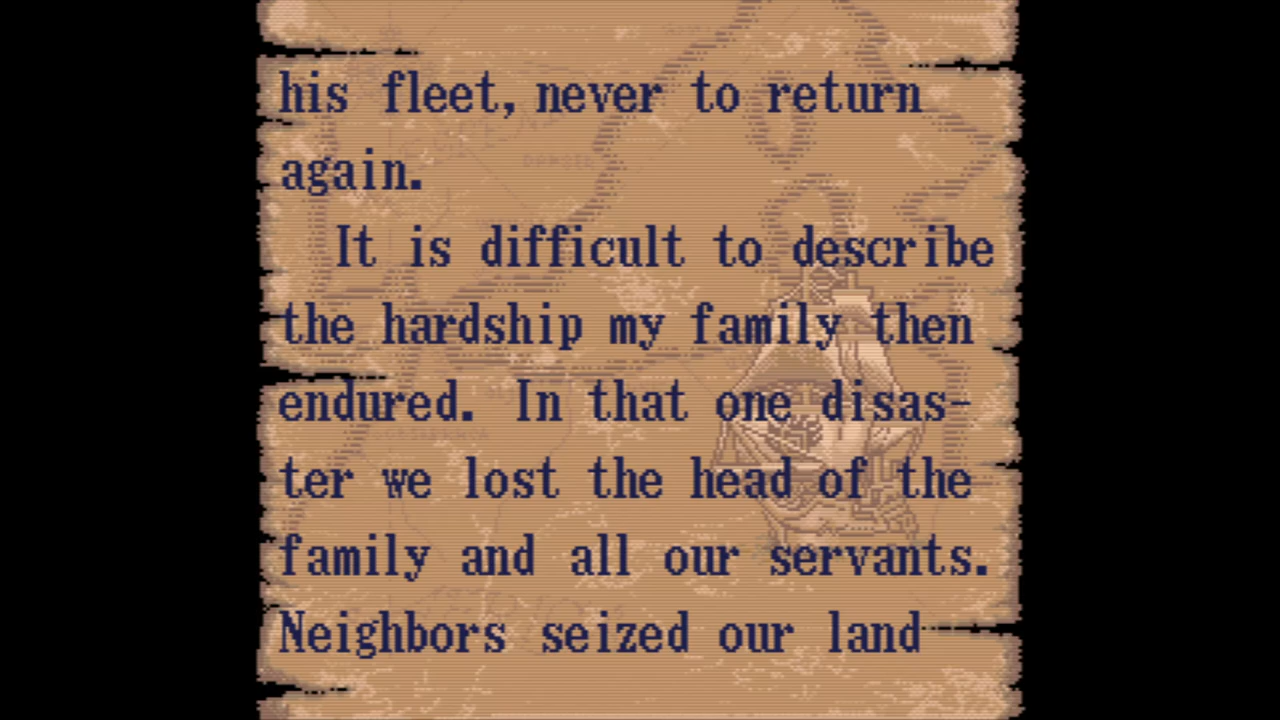 his fleet, never to return
again.
It is difficult to describe
the hardship my family then
endured. In that one disas-
ter we lost the head of the
family and all our servants.
Neighbors seized our land